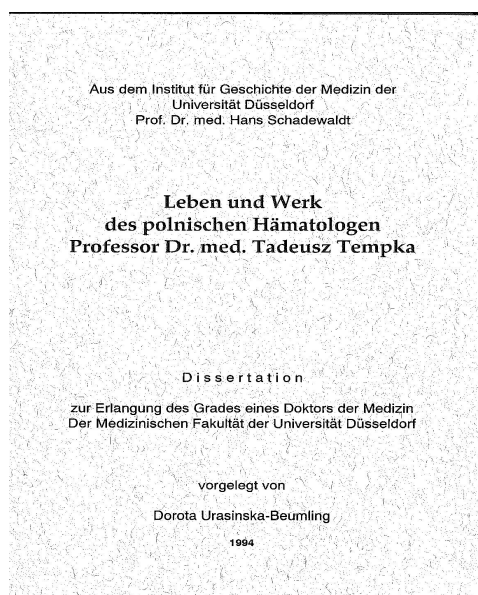 Aus dem Institut für Geschichte der Medizin der
Universität Düsseldorf
Prof. Dr. med. Hans Schadewaldt
Leben und Werk
des polnischen Hämatologen
Professor Dr. med. Tadeusz Tempka
Dissertation
zur Erlangung des Grades eines Doktors der Medizin
Der Medizinischen Fakultät der Universität Düsseldorf
vorgelegt von
Dorota Urasinska-Beumling
1994